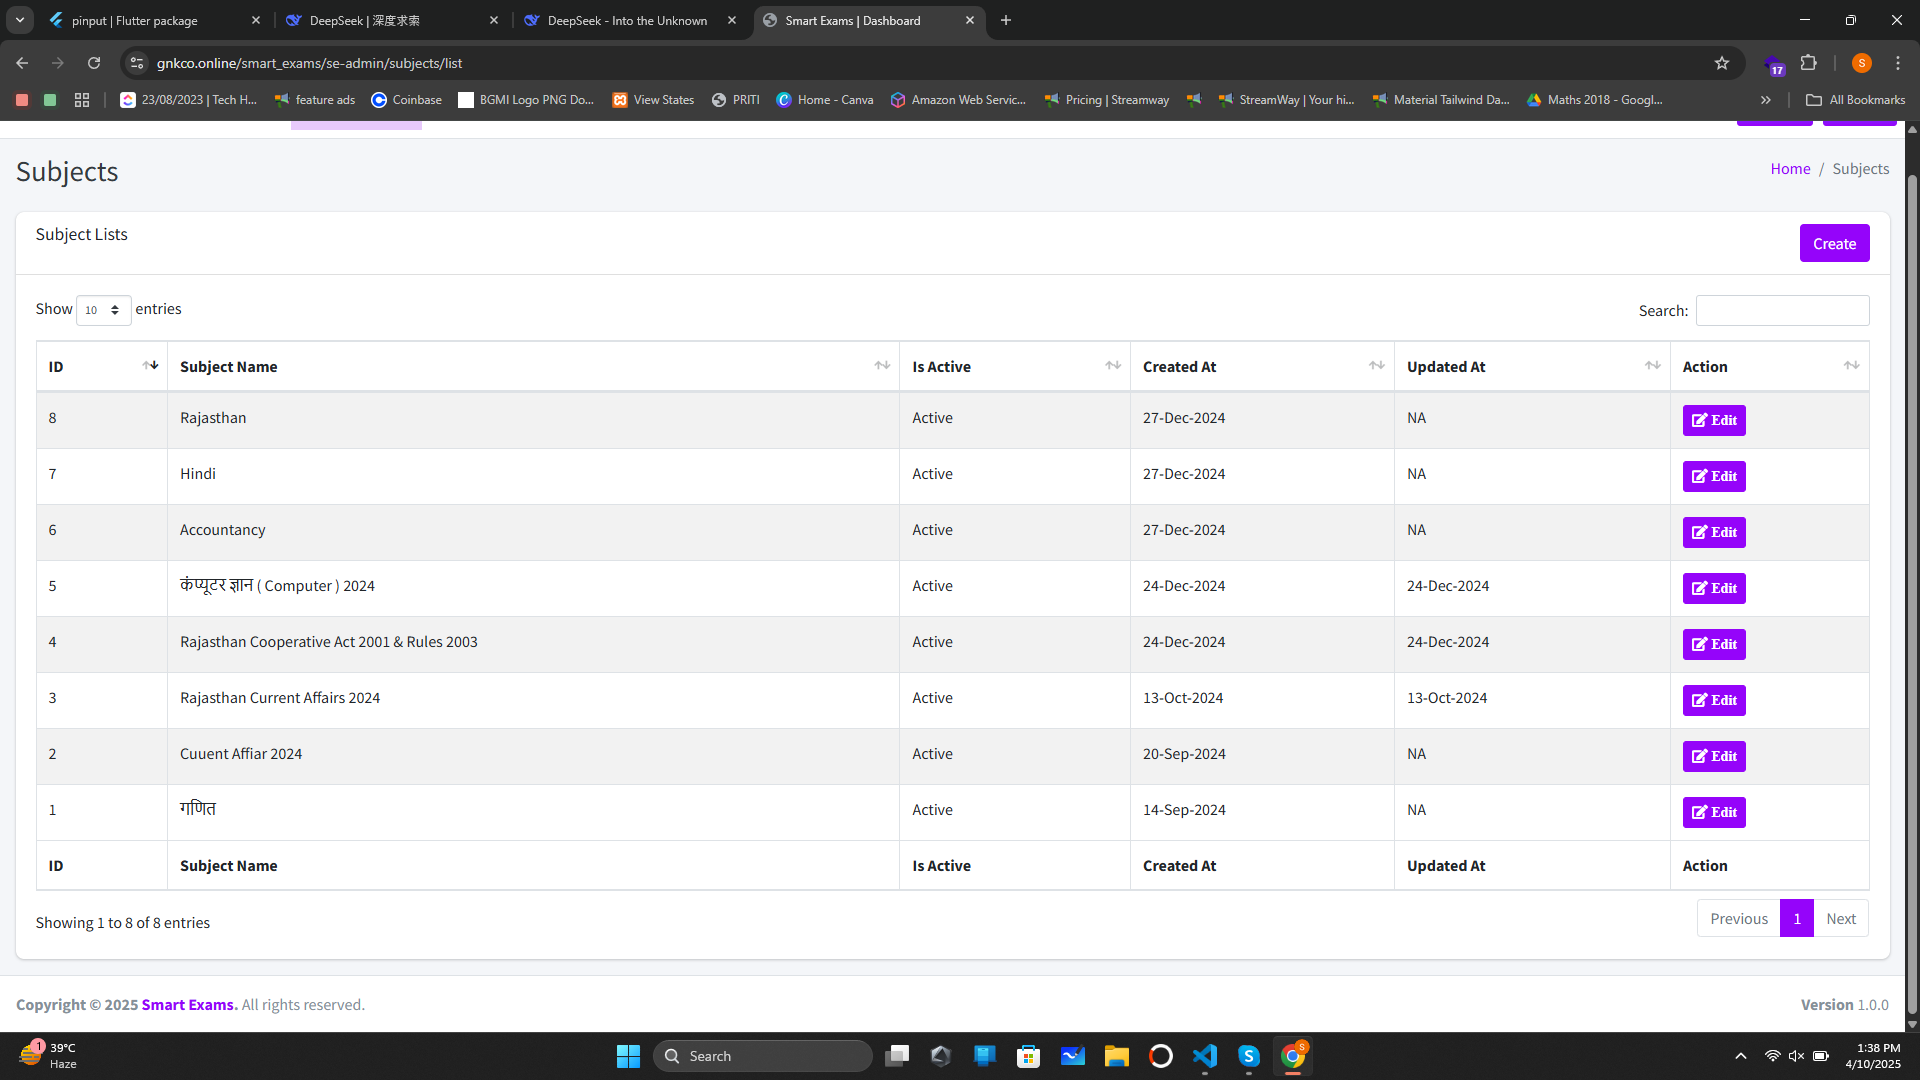 pinput | Flutter package
DeepSeek | 深度求索
DeepSeek - Into the Unknown
Smart Exams | Dashboard
gnkco.online/smart_exams/se-admin/subjects/list
17
S
23/08/2023 | Tech H...
feature ads
Coinbase
BGMI Logo PNG Do...
View States
PRITI
Home - Canva
Amazon Web Servic...
Pricing | Streamway
StreamWay | Your hi...
Material Tailwind Da...
Maths 2018 - Googl...
All Bookmarks
Subjects
Home / Subjects
Subject Lists
Create
Show 10 entries
Search:
ID Subject Name Is Active Created At Updated At Action
8 Rajasthan Active 27-Dec-2024 NA Edit
7 Hindi Active 27-Dec-2024 NA Edit
6 Accountancy Active 27-Dec-2024 NA Edit
5 कंप्यूटर ज्ञान ( Computer ) 2024 Active 24-Dec-2024 24-Dec-2024 Edit
4 Rajasthan Cooperative Act 2001 & Rules 2003 Active 24-Dec-2024 24-Dec-2024 Edit
3 Rajasthan Current Affairs 2024 Active 13-Oct-2024 13-Oct-2024 Edit
2 Cuuent Affiar 2024 Active 20-Sep-2024 NA Edit
1 गणित Active 14-Sep-2024 NA Edit
ID Subject Name Is Active Created At Updated At Action
Showing 1 to 8 of 8 entries
Previous 1 Next
Copyright © 2025 Smart Exams. All rights reserved.
Version 1.0.0
1
39°C
Haze
Search
S
1:38 PM
4/10/2025